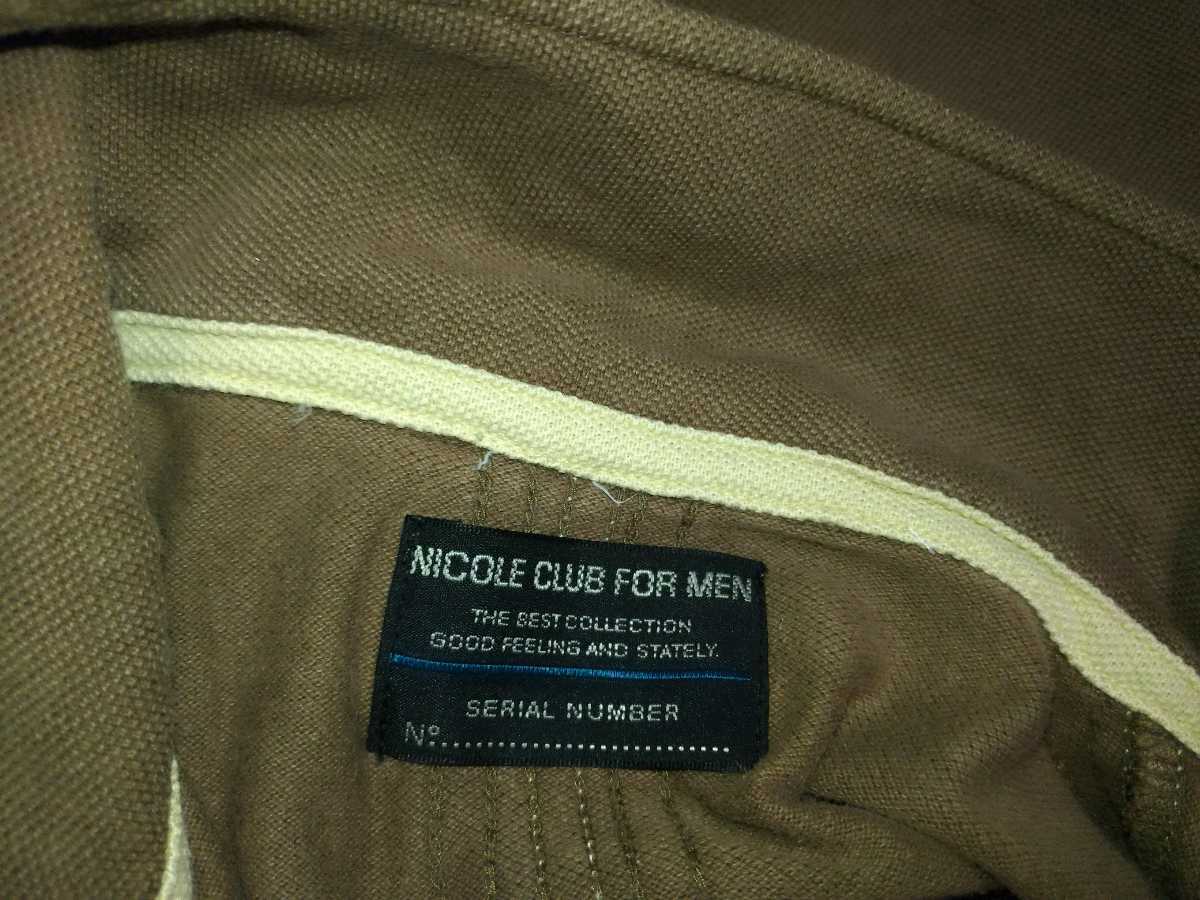 NICOLE CLUB FOR MEN
THE BEST COLLECTION
GOOD FEELING AND STATELY.
SERIAL NUMBER
Nº..............................